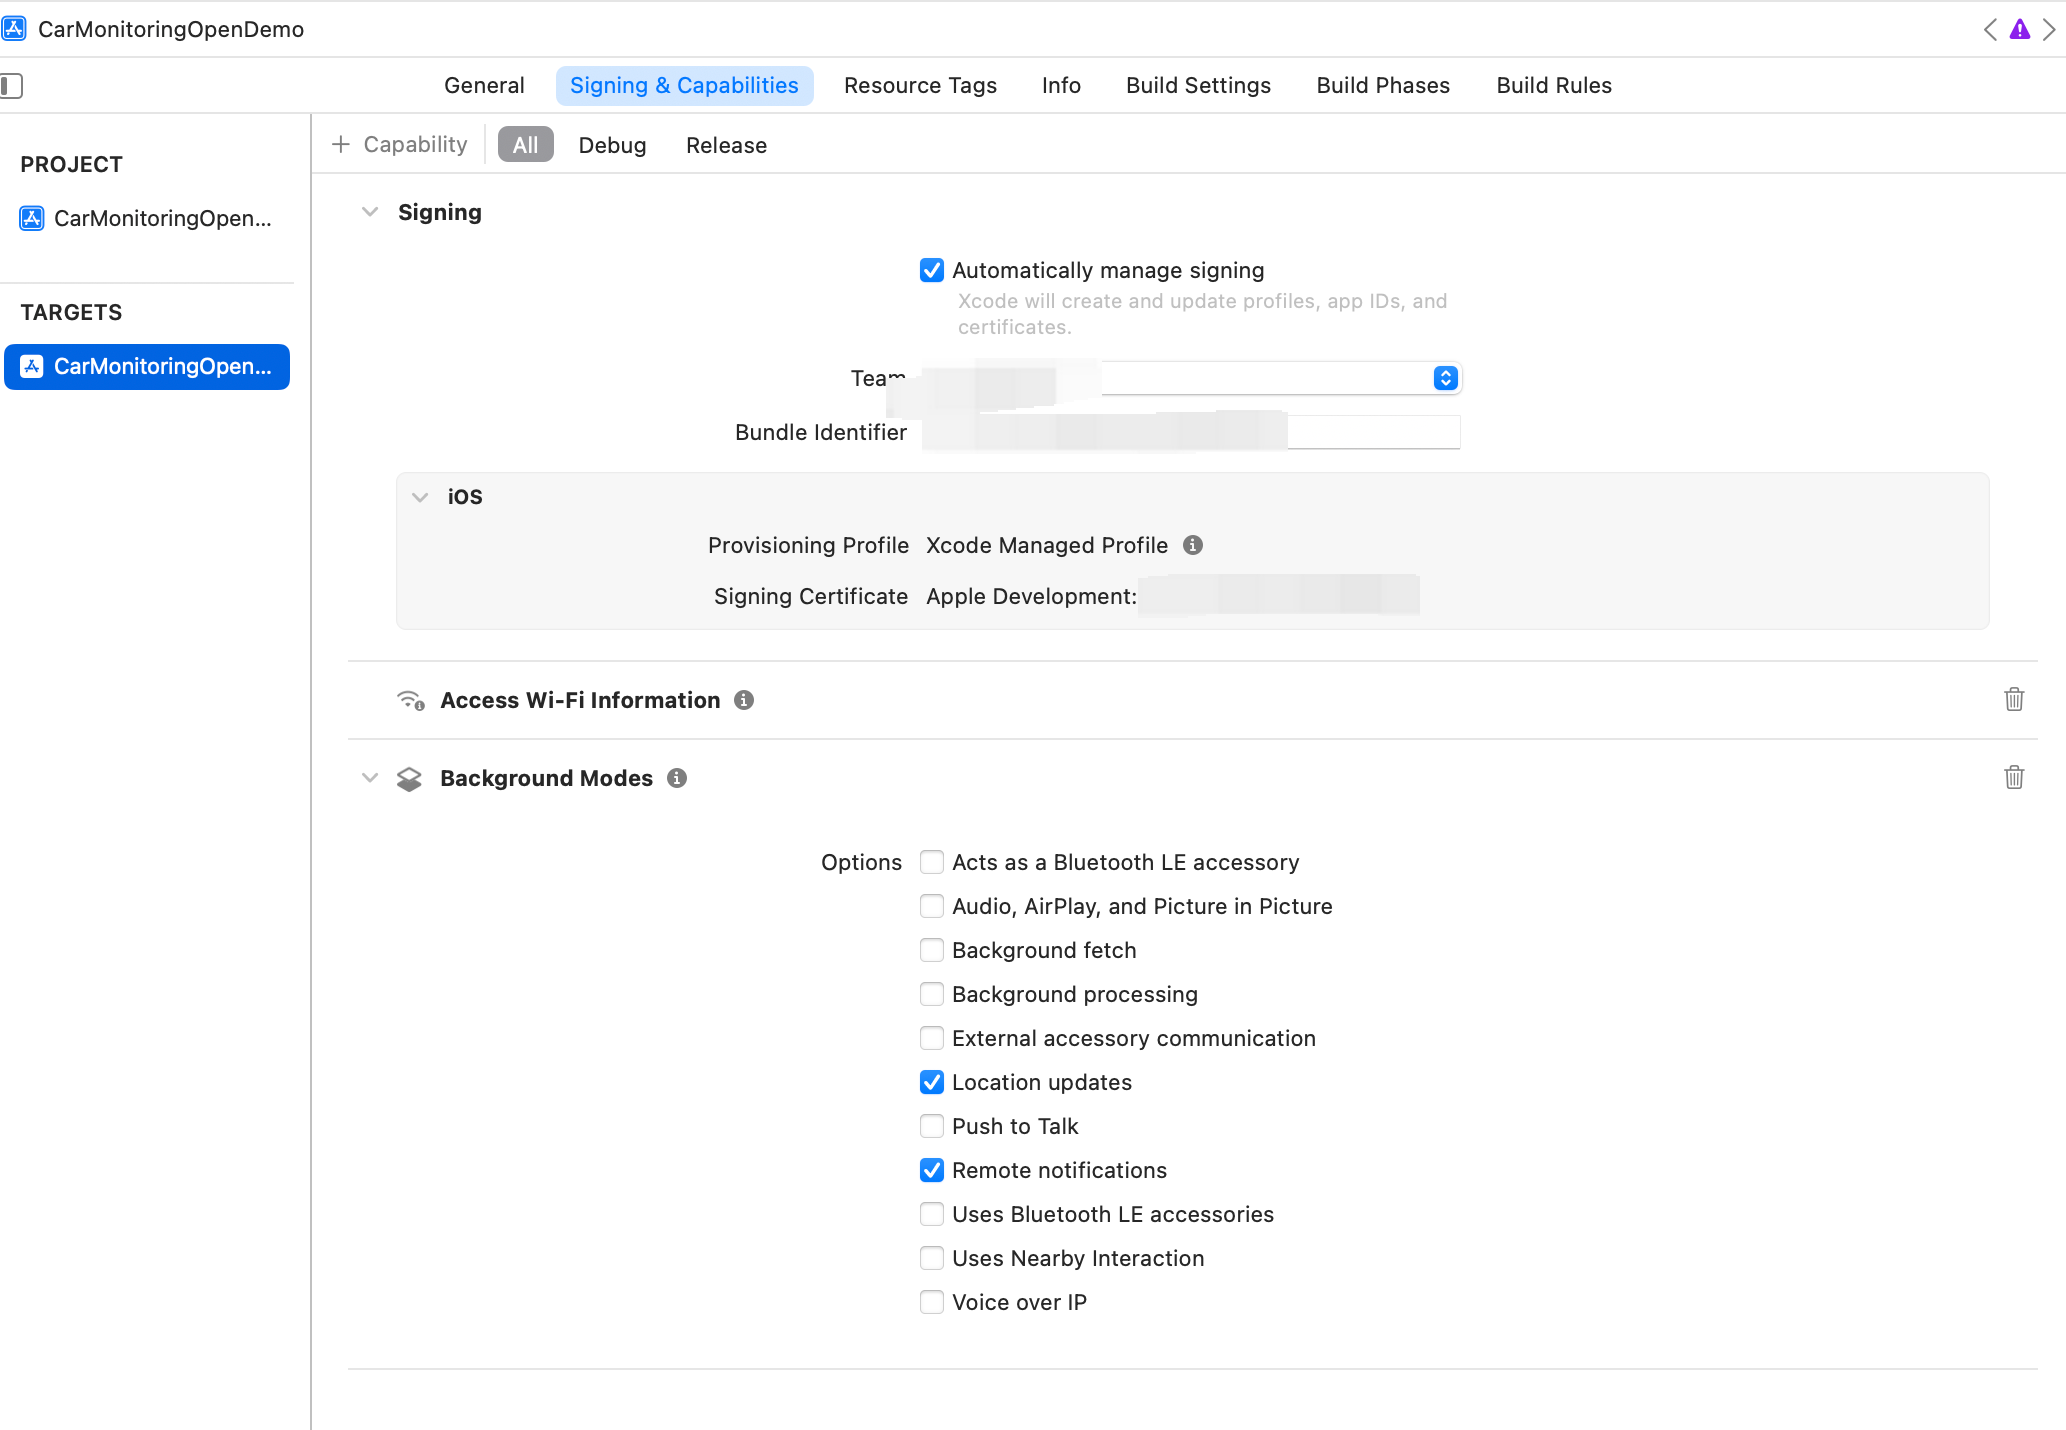 CarMonitoringOpenDemo
General Signing & Capabilities Resource Tags Info Build Settings Build Phases Build Rules
PROJECT
CarMonitoringOpen...
TARGETS
CarMonitoringOpen...
+ Capability All Debug Release
Signing
Automatically manage signing
Xcode will create and update profiles, app IDs, and
certificates.
Team
Bundle Identifier
iOS
Provisioning Profile Xcode Managed Profile
Signing Certificate Apple Development:
Access Wi-Fi Information
Background Modes
Options Acts as a Bluetooth LE accessory
Audio, AirPlay, and Picture in Picture
Background fetch
Background processing
External accessory communication
Location updates
Push to Talk
Remote notifications
Uses Bluetooth LE accessories
Uses Nearby Interaction
Voice over IP